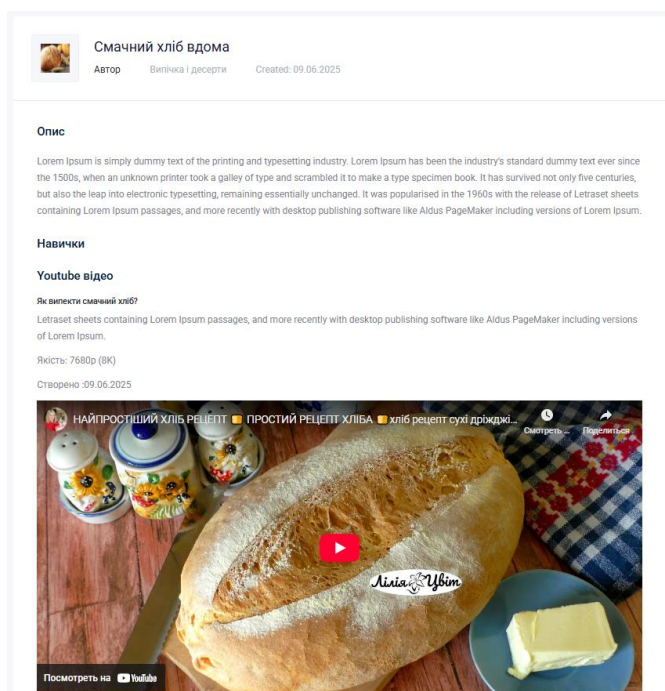 Смачний хліб вдома
Автор Випічка і десерти Created: 09.06.2025
Опис
Lorem Ipsum is simply dummy text of the printing and typesetting industry. Lorem Ipsum has been the industry's standard dummy text ever since
the 1500s, when an unknown printer took a galley of type and scrambled it to make a type specimen book. It has survived not only five centuries,
but also the leap into electronic typesetting, remaining essentially unchanged. It was popularised in the 1960s with the release of Letraset sheets
containing Lorem Ipsum passages, and more recently with desktop publishing software like Aldus PageMaker including versions of Lorem Ipsum.
Навички
Youtube відео
Як випекти смачний хліб?
Letraset sheets containing Lorem Ipsum passages, and more recently with desktop publishing software like Aldus PageMaker including versions
of Lorem Ipsum.
Якість: 7680p (8K)
Створено :09.06.2025
НАЙПРОСТІШИЙ ХЛІБ РЕЦЕПТ 🍞 ПРОСТИЙ РЕЦЕПТ ХЛІБА 🍞 хліб рецепт сухі дріжджі...
Смотреть ... Поделиться
Лілія Цвіт
Посмотреть на YouTube